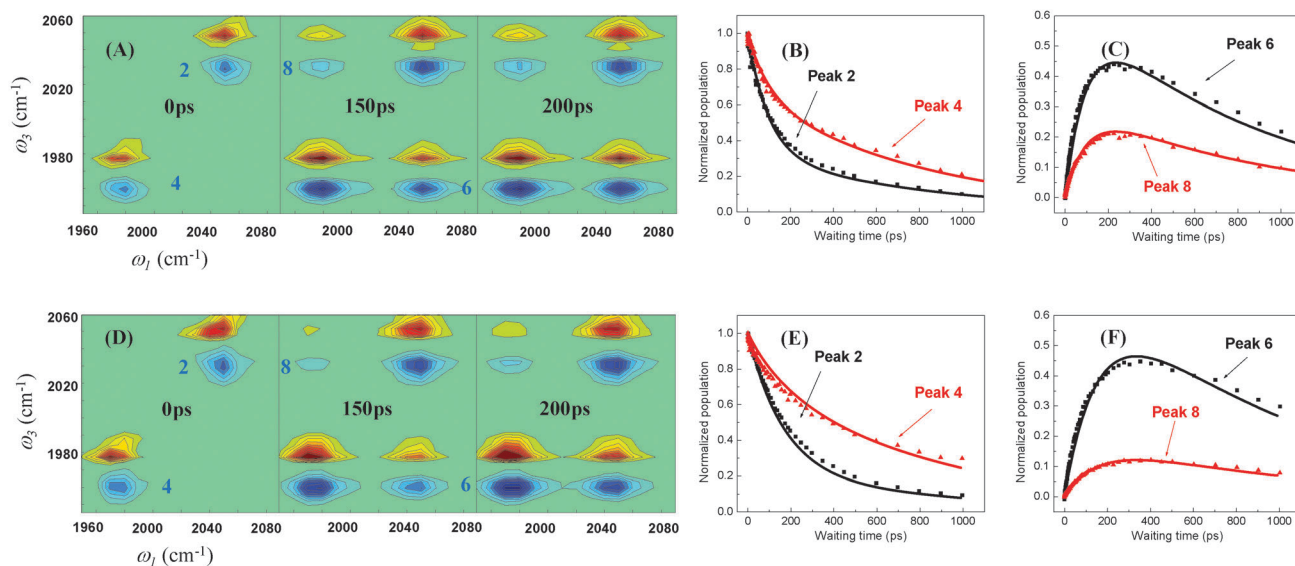 2060
2020
1980
ω3 (cm-1)
(A)
2
8
0ps
150ps
200ps
4
6
1960 2000 2040 2080 2000 2040 2080 2000 2040 2080
ω1 (cm-1)
(B)
Peak 2
Peak 4
Normalized population
1.0
0.8
0.6
0.4
0.2
0.0
0 200 400 600 800 1000
Waiting time (ps)
(C)
Peak 6
Peak 8
Normalized population
0.6
0.5
0.4
0.3
0.2
0.1
0.0
0 200 400 600 800 1000
Waiting time (ps)
2060
2020
1980
ω3 (cm-1)
(D)
2
8
0ps
150ps
200ps
4
6
1960 2000 2040 2080 2000 2040 2080 2000 2040 2080
ω1 (cm-1)
(E)
Peak 2
Peak 4
Normalized population
1.0
0.8
0.6
0.4
0.2
0.0
0 200 400 600 800 1000
Waiting time (ps)
(F)
Peak 6
Peak 8
Normalized population
0.6
0.5
0.4
0.3
0.2
0.1
0.0
0 200 400 600 800 1000
Waiting time (ps)